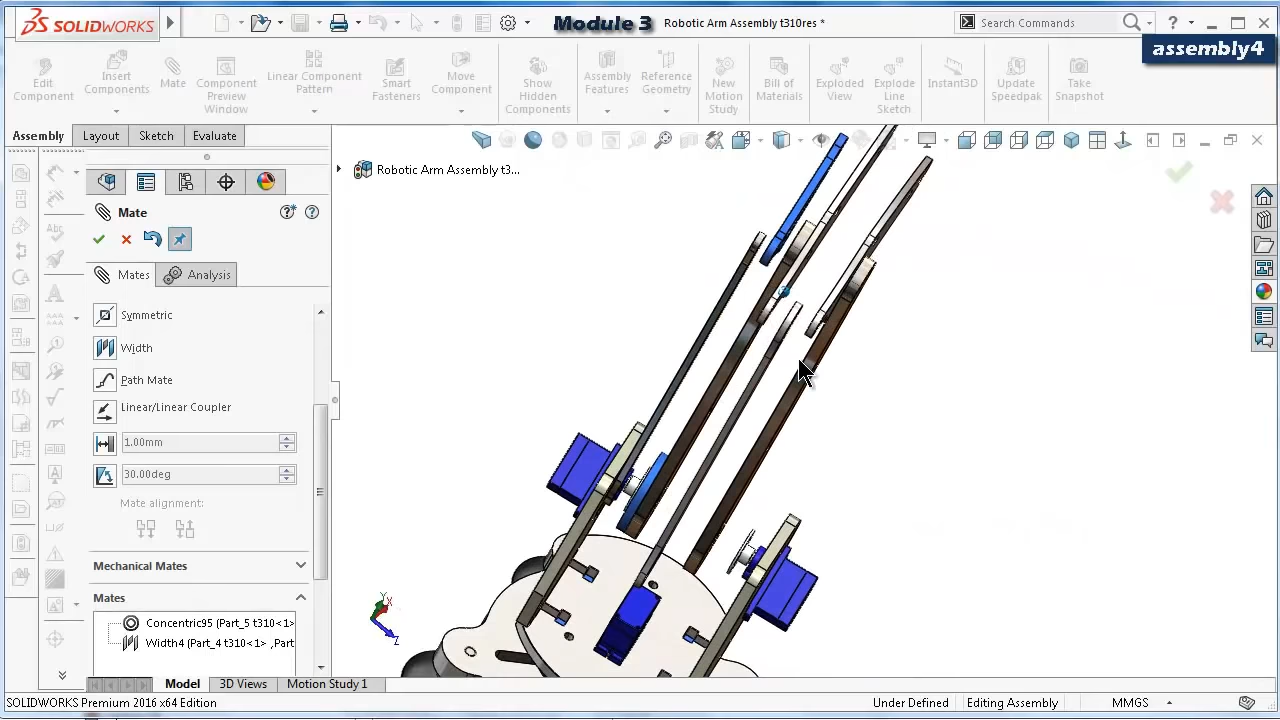 SOLIDWORKS
Module 3
Robotic Arm Assembly t310res *
Search Commands
assembly4
Edit Component
Insert Components
Mate
Component Preview Window
Linear Component Pattern
Smart Fasteners
Move Component
Show Hidden Components
Assembly Features
Reference Geometry
New Motion Study
Bill of Materials
Exploded View
Explode Line Sketch
Instant3D
Update Speedpak
Take Snapshot
Assembly
Layout
Sketch
Evaluate
Robotic Arm Assembly t3...
Mate
Mates
Analysis
Symmetric
Width
Path Mate
Linear/Linear Coupler
1.00mm
30.00deg
Mate alignment:
Mechanical Mates
Mates
Concentric95 (Part_5 t310<1>
Width4 (Part_4 t310<1> ,Part
Y
X
Z
Model
3D Views
Motion Study 1
SOLIDWORKS Premium 2016 x64 Edition
Under Defined
Editing Assembly
MMGS